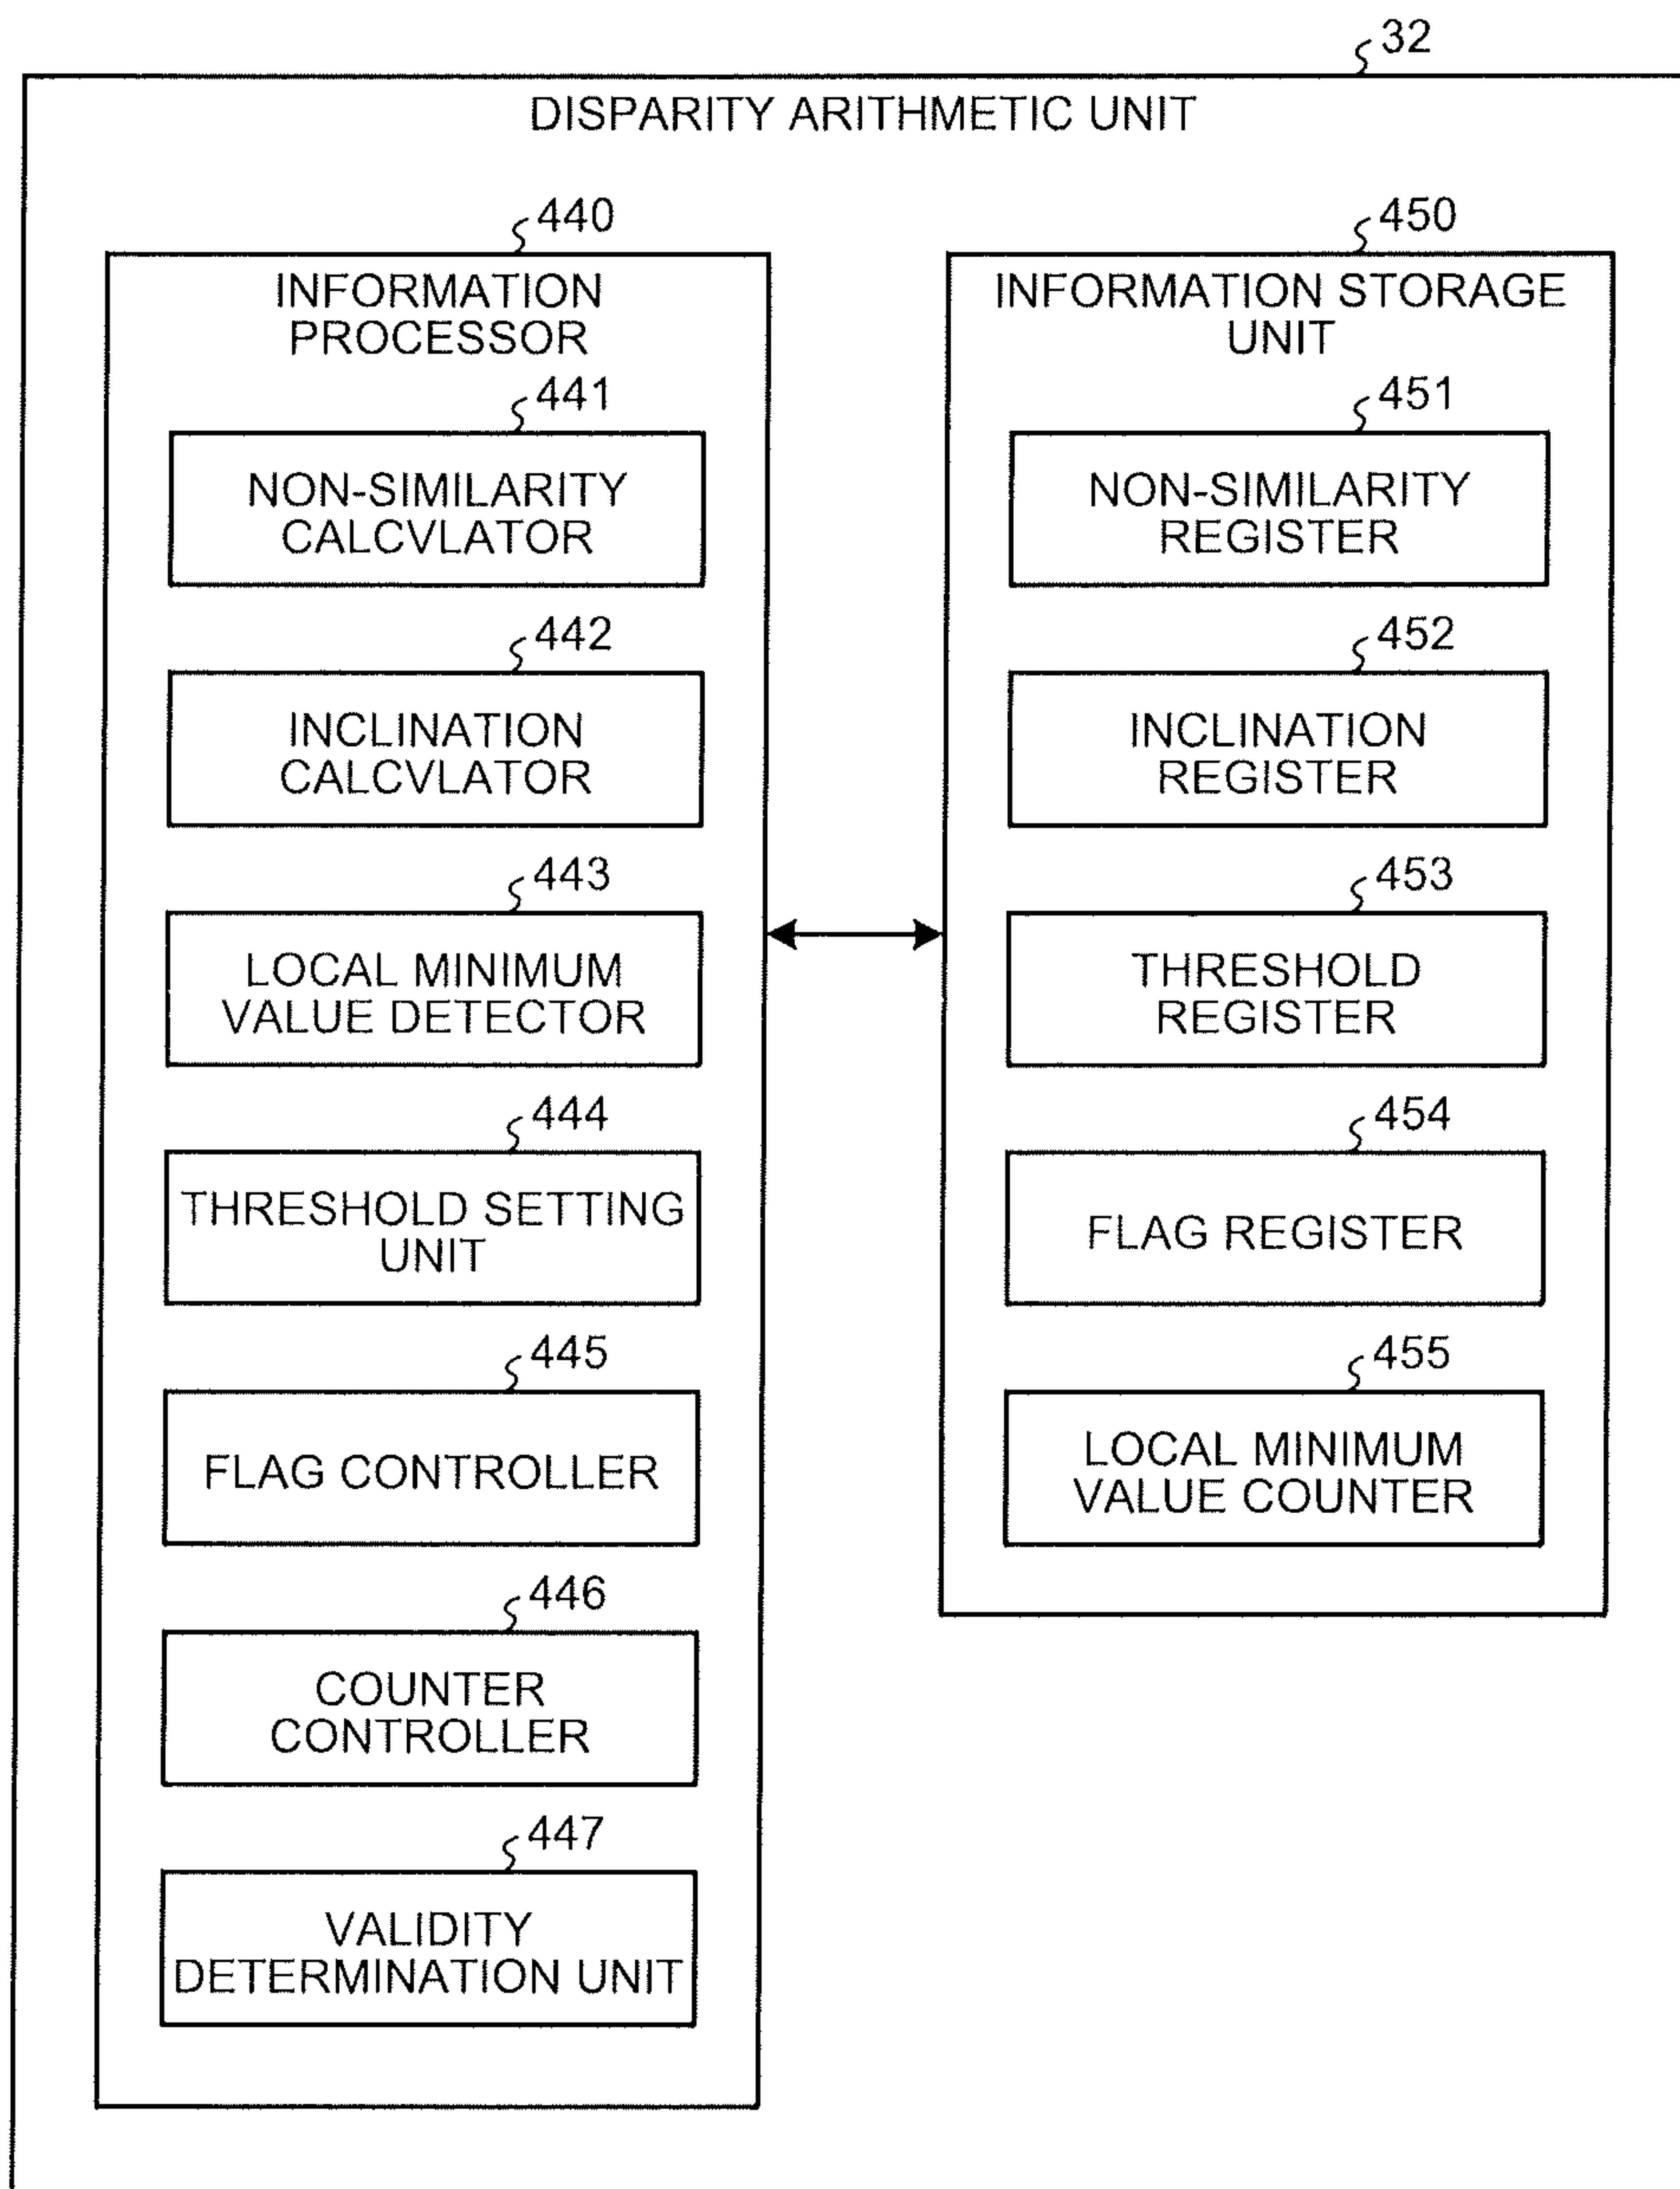 32
DISPARITY ARITHMETIC UNIT
440
INFORMATION
PROCESSOR
441
NON-SIMILARITY
CALCVLATOR
442
INCLINATION
CALCVLATOR
443
LOCAL MINIMUM
VALUE DETECTOR
444
THRESHOLD SETTING
UNIT
445
FLAG CONTROLLER
446
COUNTER
CONTROLLER
447
VALIDITY
DETERMINATION UNIT
450
INFORMATION STORAGE
UNIT
451
NON-SIMILARITY
REGISTER
452
INCLINATION
REGISTER
453
THRESHOLD
REGISTER
454
FLAG REGISTER
455
LOCAL MINIMUM
VALUE COUNTER